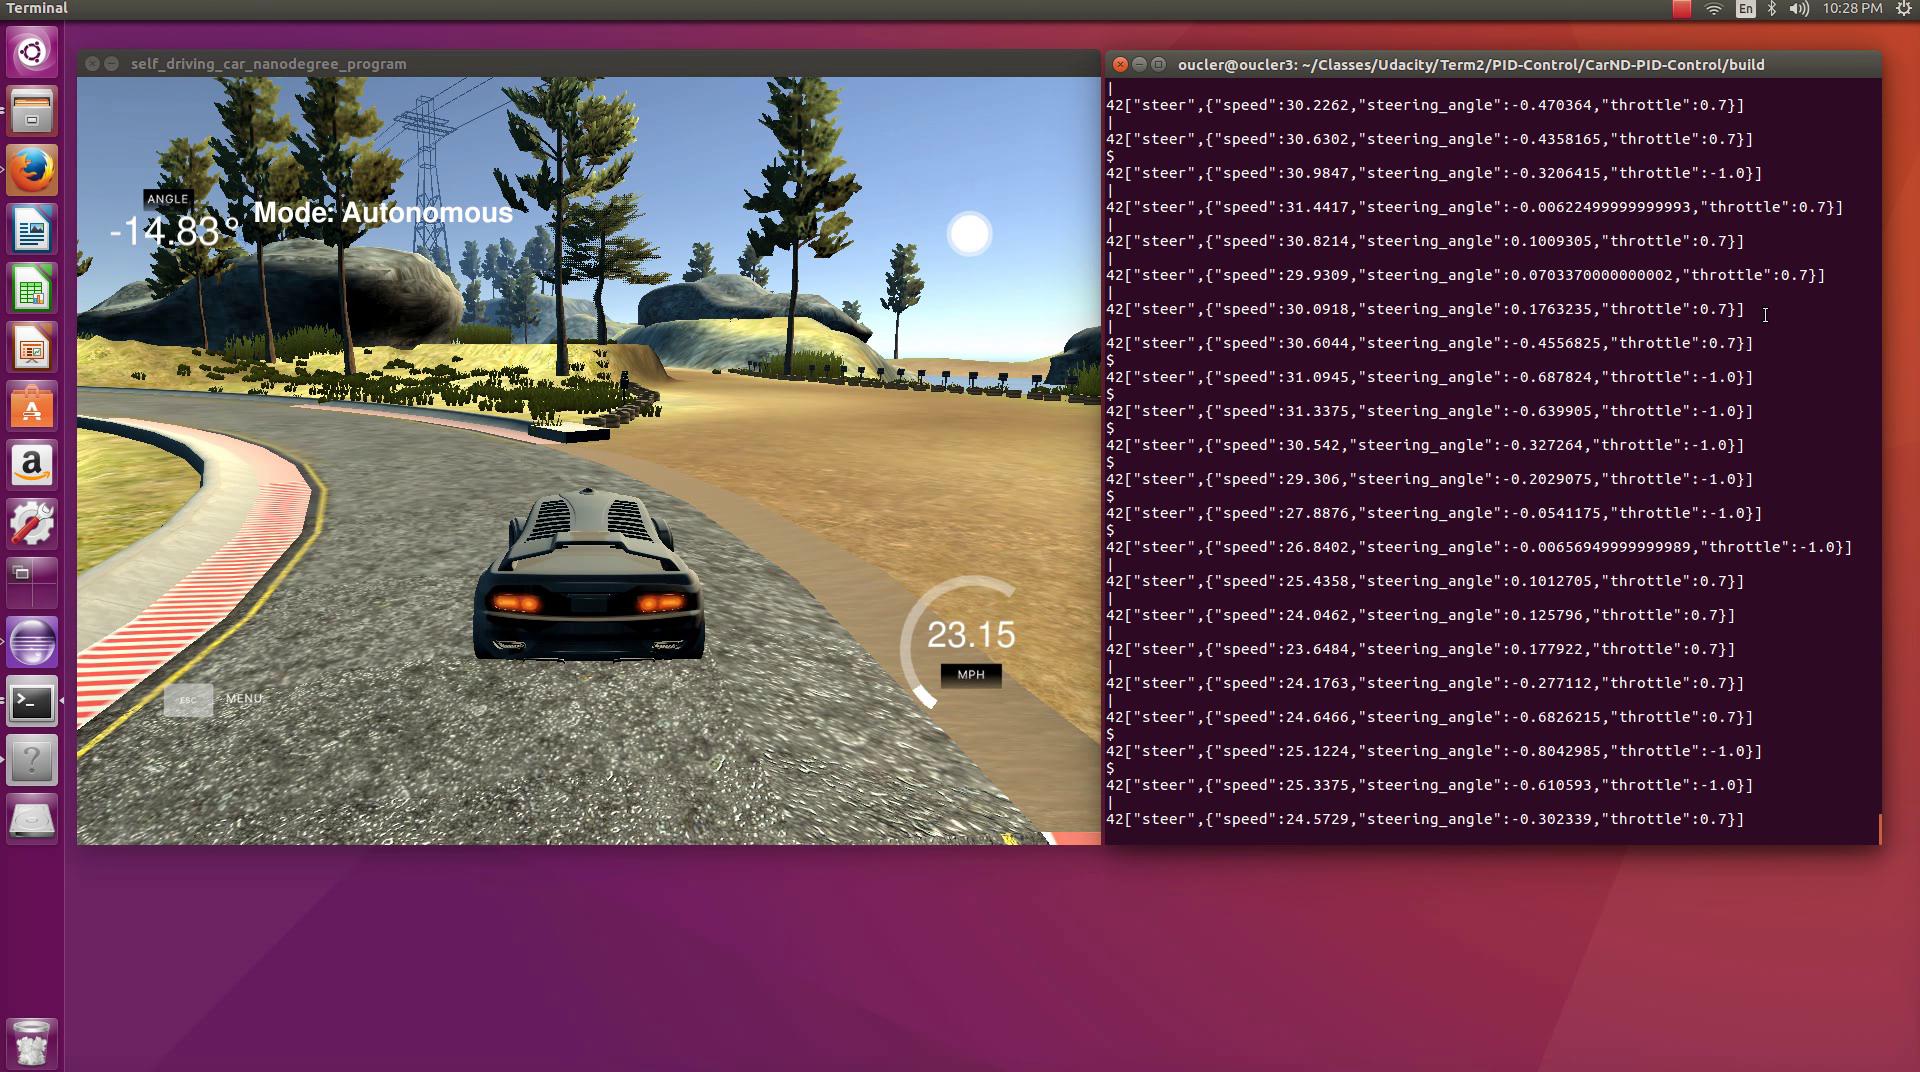 Terminal
En
10:28 PM
self_driving_car_nanodegree_program
ANGLE
-14.83°
Mode: Autonomous
23.15
MPH
ESC
MENU
oucler@oucler3: ~/Classes/Udacity/Term2/PID-Control/CarND-PID-Control/build
|
42["steer",{"speed":30.2262,"steering_angle":-0.470364,"throttle":0.7}]
|
42["steer",{"speed":30.6302,"steering_angle":-0.4358165,"throttle":0.7}]
$
42["steer",{"speed":30.9847,"steering_angle":-0.3206415,"throttle":-1.0}]
|
42["steer",{"speed":31.4417,"steering_angle":-0.00622499999999993,"throttle":0.7}]
|
42["steer",{"speed":30.8214,"steering_angle":0.1009305,"throttle":0.7}]
|
42["steer",{"speed":29.9309,"steering_angle":0.0703370000000002,"throttle":0.7}]
|
42["steer",{"speed":30.0918,"steering_angle":0.1763235,"throttle":0.7}]
|
42["steer",{"speed":30.6044,"steering_angle":-0.4556825,"throttle":0.7}]
$
42["steer",{"speed":31.0945,"steering_angle":-0.687824,"throttle":-1.0}]
$
42["steer",{"speed":31.3375,"steering_angle":-0.639905,"throttle":-1.0}]
$
42["steer",{"speed":30.542,"steering_angle":-0.327264,"throttle":-1.0}]
$
42["steer",{"speed":29.306,"steering_angle":-0.2029075,"throttle":-1.0}]
$
42["steer",{"speed":27.8876,"steering_angle":-0.0541175,"throttle":-1.0}]
$
42["steer",{"speed":26.8402,"steering_angle":-0.00656949999999989,"throttle":-1.0}]
|
42["steer",{"speed":25.4358,"steering_angle":0.1012705,"throttle":0.7}]
|
42["steer",{"speed":24.0462,"steering_angle":0.125796,"throttle":0.7}]
|
42["steer",{"speed":23.6484,"steering_angle":0.177922,"throttle":0.7}]
|
42["steer",{"speed":24.1763,"steering_angle":-0.277112,"throttle":0.7}]
|
42["steer",{"speed":24.6466,"steering_angle":-0.6826215,"throttle":0.7}]
$
42["steer",{"speed":25.1224,"steering_angle":-0.8042985,"throttle":-1.0}]
$
42["steer",{"speed":25.3375,"steering_angle":-0.610593,"throttle":-1.0}]
|
42["steer",{"speed":24.5729,"steering_angle":-0.302339,"throttle":0.7}]